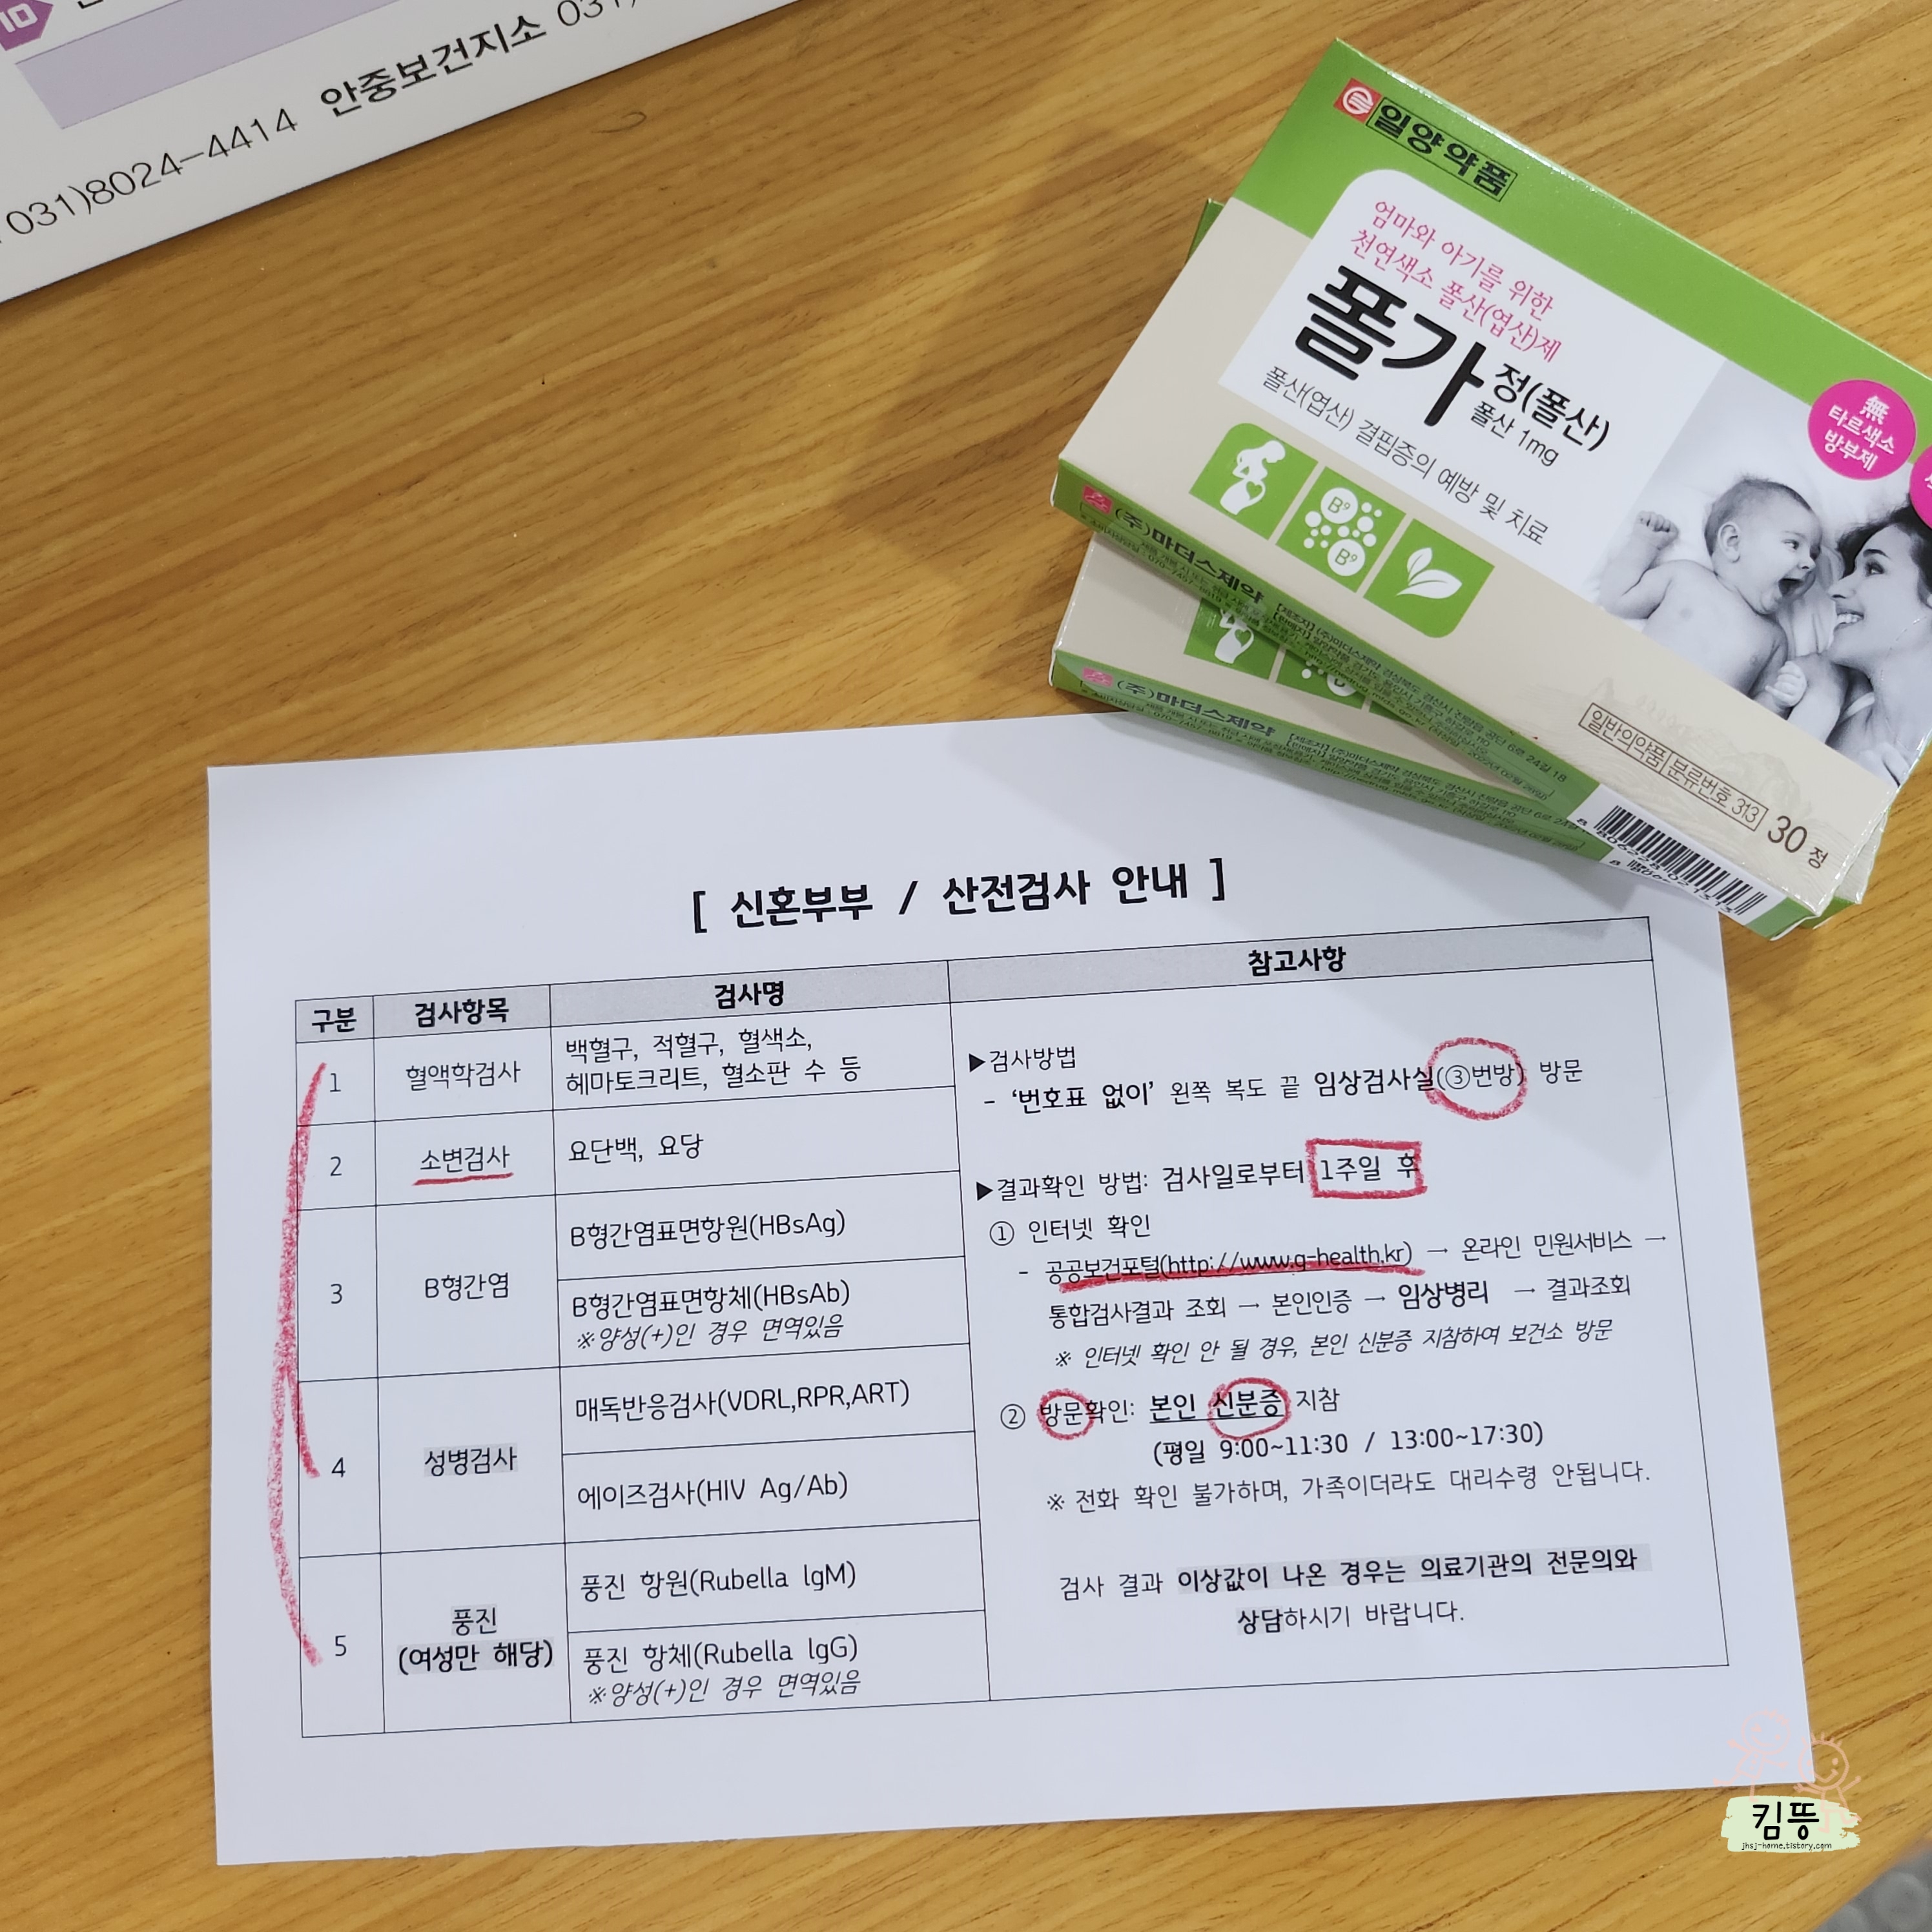 10
안중보건지소 031)
031)8024-4414
일양약품
엄마와 아기를 위한
천연색소 폴산(엽산)제
폴가 정(폴산)
폴산 1mg
폴산(엽산) 결핍증의 예방 및 치료
無
타르색소
방부제
B⁹
B⁹
(주)마더스제약
(주)마더스제약
일반의약품 분류번호 313
30 정
[ 신혼부부 / 산전검사 안내 ]
구분 검사항목 검사명 참고사항
1 혈액학검사 백혈구, 적혈구, 혈색소,
헤마토크리트, 혈소판 수 등
2 소변검사 요단백, 요당
3 B형간염 B형간염표면항원(HBsAg)
B형간염표면항체(HBsAb)
※양성(+)인 경우 면역있음
4 성병검사 매독반응검사(VDRL,RPR,ART)
에이즈검사(HIV Ag/Ab)
5 풍진
(여성만 해당)
풍진 항원(Rubella lgM)
풍진 항체(Rubella lgG)
※양성(+)인 경우 면역있음
▶검사방법
- ‘번호표 없이’ 왼쪽 복도 끝 임상검사실(③번방) 방문
▶결과확인 방법: 검사일로부터 1주일 후
① 인터넷 확인
- 공공보건포털(http://www.g-health.kr) → 온라인 민원서비스 →
통합검사결과 조회 → 본인인증 → 임상병리 → 결과조회
※ 인터넷 확인 안 될 경우, 본인 신분증 지참하여 보건소 방문
② 방문확인: 본인 신분증 지참
(평일 9:00~11:30 / 13:00~17:30)
※ 전화 확인 불가하며, 가족이더라도 대리수령 안됩니다.
검사 결과 이상값이 나온 경우는 의료기관의 전문의와
상담하시기 바랍니다.
킴뚱
jhsj-home.tistory.com